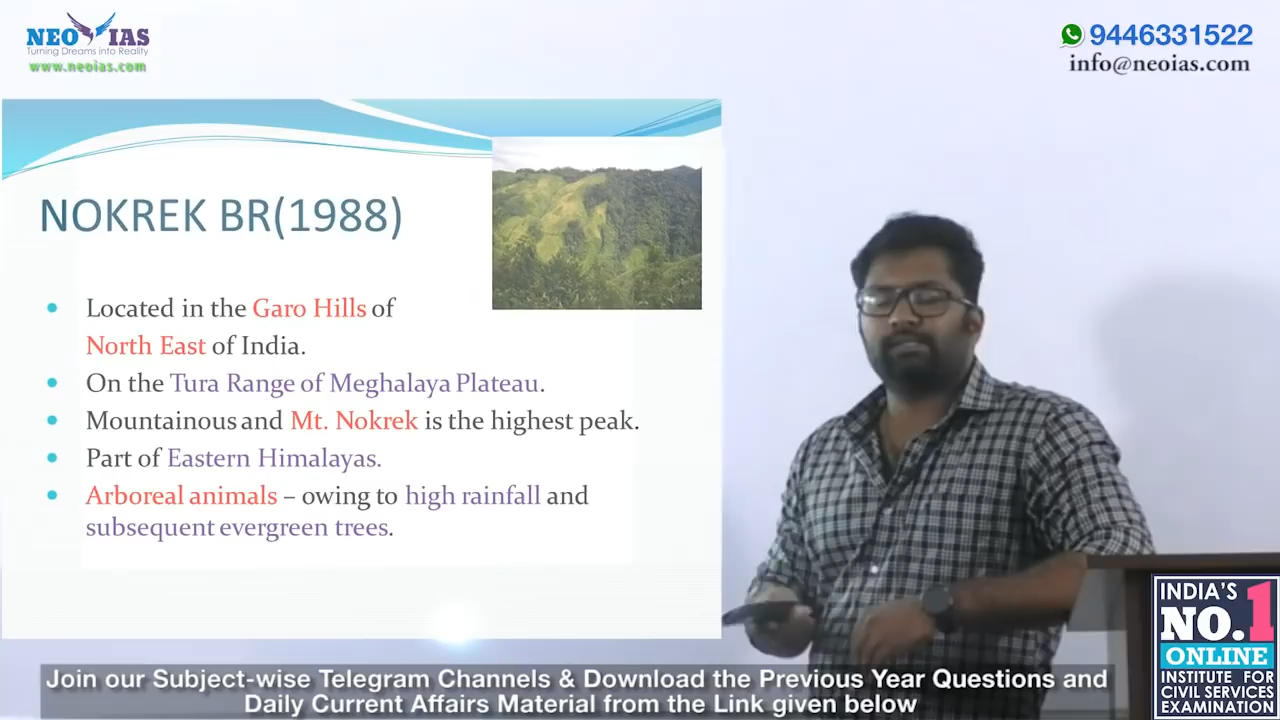 NEO IAS
Turning Dreams into Reality
www.neoias.com
9446331522
info@neoias.com
NOKREK BR(1988)
Located in the Garo Hills of
North East of India.
On the Tura Range of Meghalaya Plateau.
Mountainous and Mt. Nokrek is the highest peak.
Part of Eastern Himalayas.
Arboreal animals – owing to high rainfall and
subsequent evergreen trees.
INDIA'S
NO.1
ONLINE
INSTITUTE FOR
CIVIL SERVICES
EXAMINATION
Join our Subject-wise Telegram Channels & Download the Previous Year Questions and
Daily Current Affairs Material from the Link given below